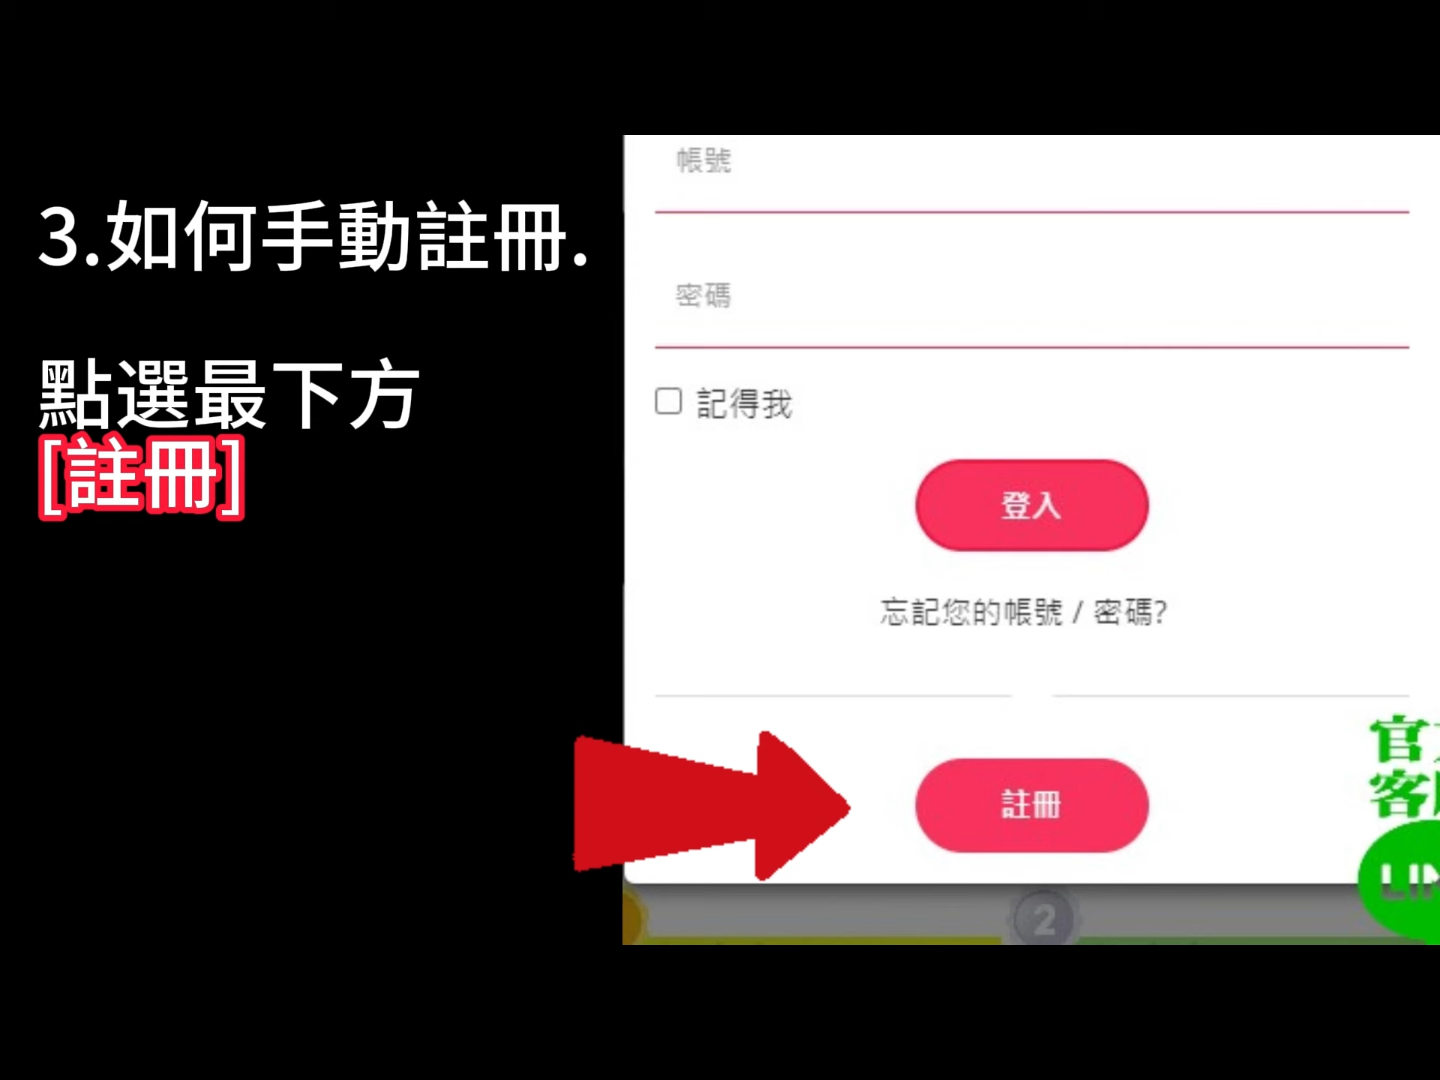 3.如何手動註冊.
點選最下方
[註冊]
帳號
密碼
記得我
登入
忘記您的帳號 / 密碼?
註冊
官
客
LIN
2